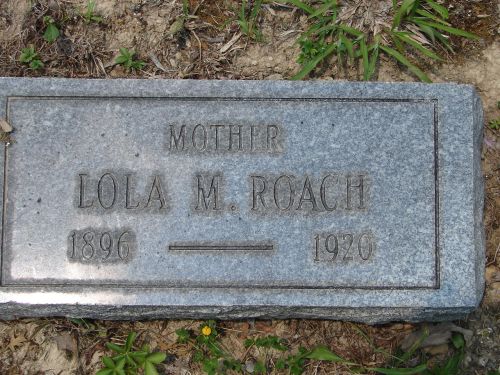 MOTHER
LOLA M. ROACH
1896 — 1920